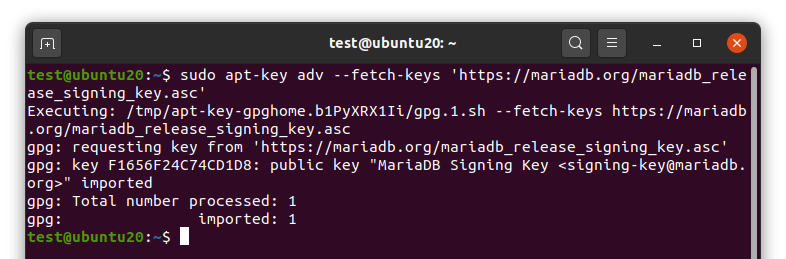 test@ubuntu20: ~
test@ubuntu20:~$ sudo apt-key adv --fetch-keys 'https://mariadb.org/mariadb_rele
ase_signing_key.asc'
Executing: /tmp/apt-key-gpghome.b1PyXRX1Ii/gpg.1.sh --fetch-keys https://mariadb
.org/mariadb_release_signing_key.asc
gpg: requesting key from 'https://mariadb.org/mariadb_release_signing_key.asc'
gpg: key F1656F24C74CD1D8: public key "MariaDB Signing Key <signing-key@mariadb.
org>" imported
gpg: Total number processed: 1
gpg:               imported: 1
test@ubuntu20:~$